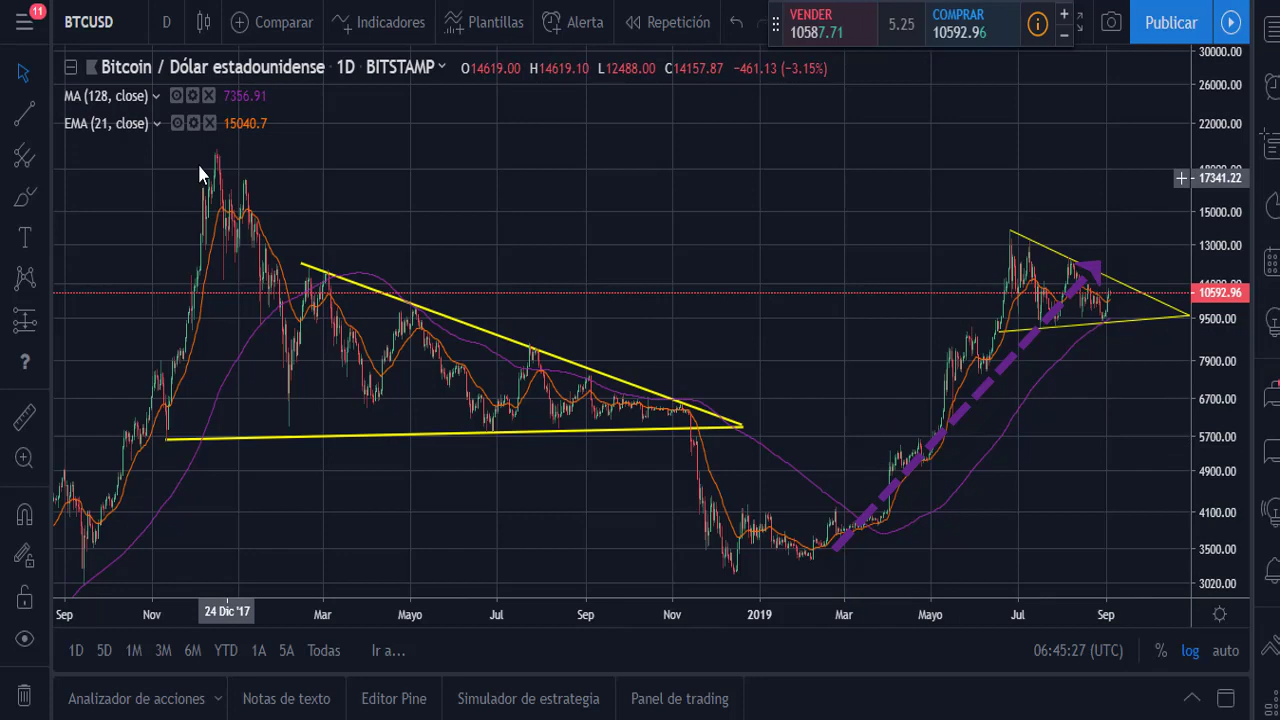 11
BTCUSD D Comparar Indicadores Plantillas Alerta Repetición
VENDER
10587.71
5.25
COMPRAR
10592.96
Publicar
Bitcoin / Dólar estadounidense 1D BITSTAMP O14619.00 H14619.10 L12488.00 C14157.87 −461.13 (−3.15%)
MA (128, close) 7356.91
EMA (21, close) 15040.7
30000.00
26000.00
22000.00
17341.22
15000.00
13000.00
10592.96
9500.00
7900.00
6700.00
5700.00
4900.00
4100.00
3500.00
3020.00
Sep Nov 24 Dic '17 Mar Mayo Jul Sep Nov 2019 Mar Mayo Jul Sep
1D 5D 1M 3M 6M YTD 1A 5A Todas Ir a... 06:45:27 (UTC) % log auto
Analizador de acciones Notas de texto Editor Pine Simulador de estrategia Panel de trading